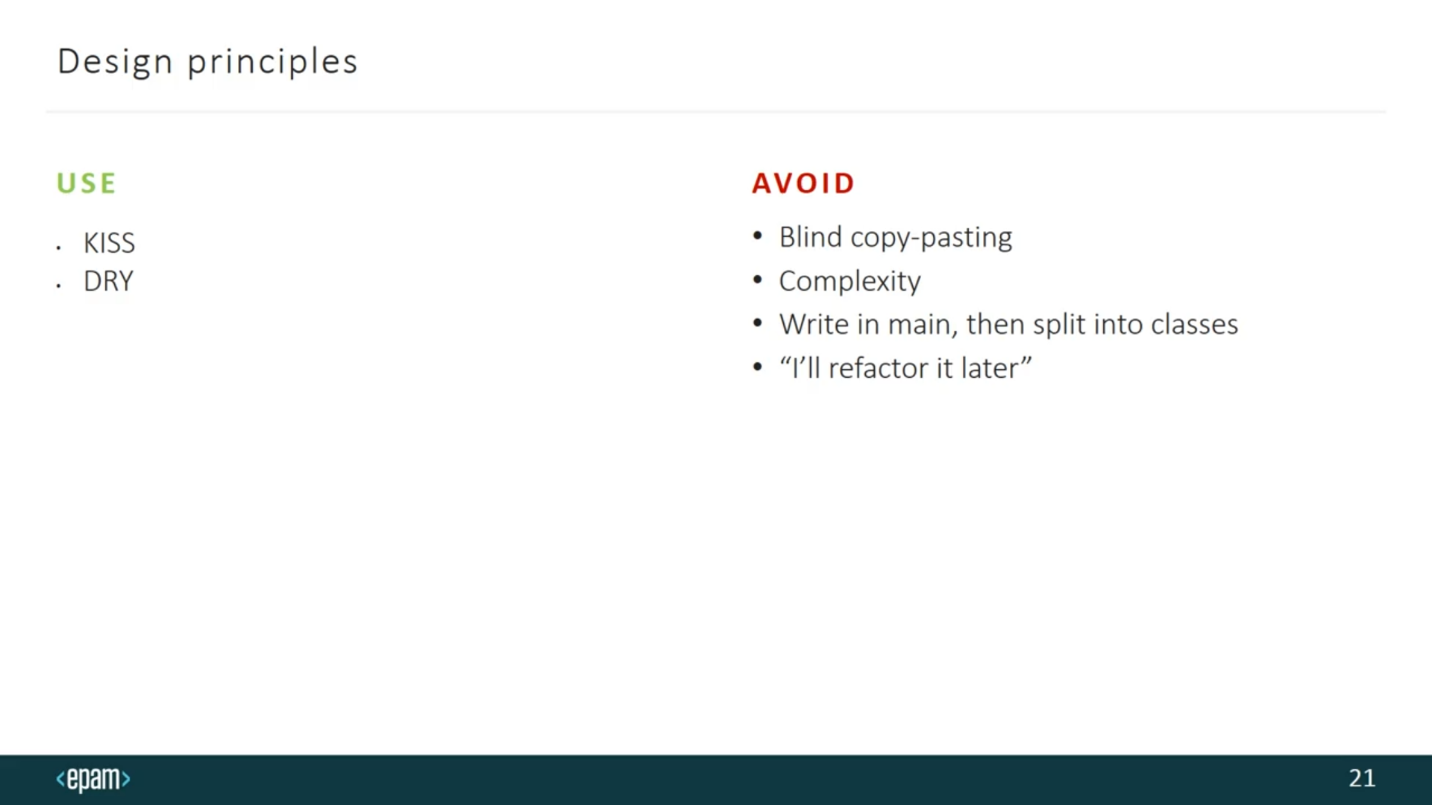 Design principles
USE
• KISS
• DRY
AVOID
• Blind copy-pasting
• Complexity
• Write in main, then split into classes
• “I’ll refactor it later”
<epam>
21